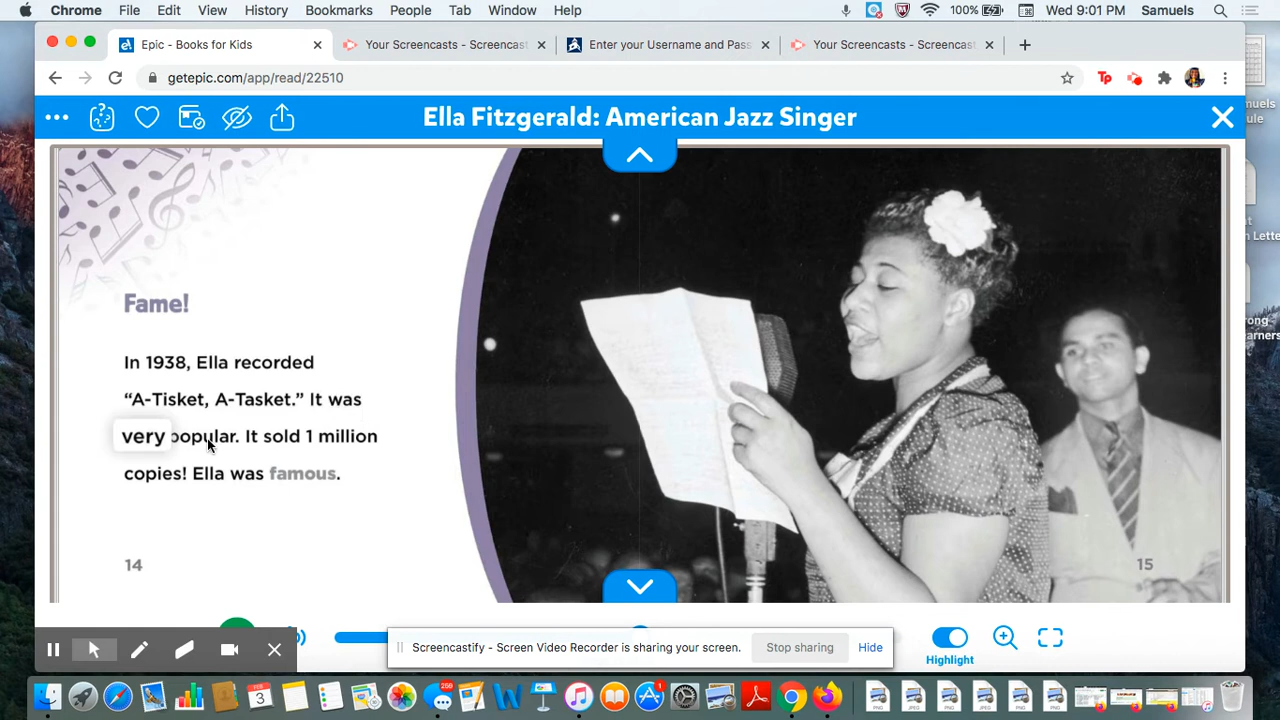 Chrome File Edit View History Bookmarks People Tab Window Help 100% Wed 9:01 PM Samuels
Epic - Books for Kids Your Screencasts - Screencast Enter your Username and Pass Your Screencasts - Screencast
getepic.com/app/read/22510 Tp
Ella Fitzgerald: American Jazz Singer
Fame!
In 1938, Ella recorded
“A-Tisket, A-Tasket.” It was
very popular. It sold 1 million
copies! Ella was famous.
14
15
Screencastify - Screen Video Recorder is sharing your screen. Stop sharing Hide
Highlight